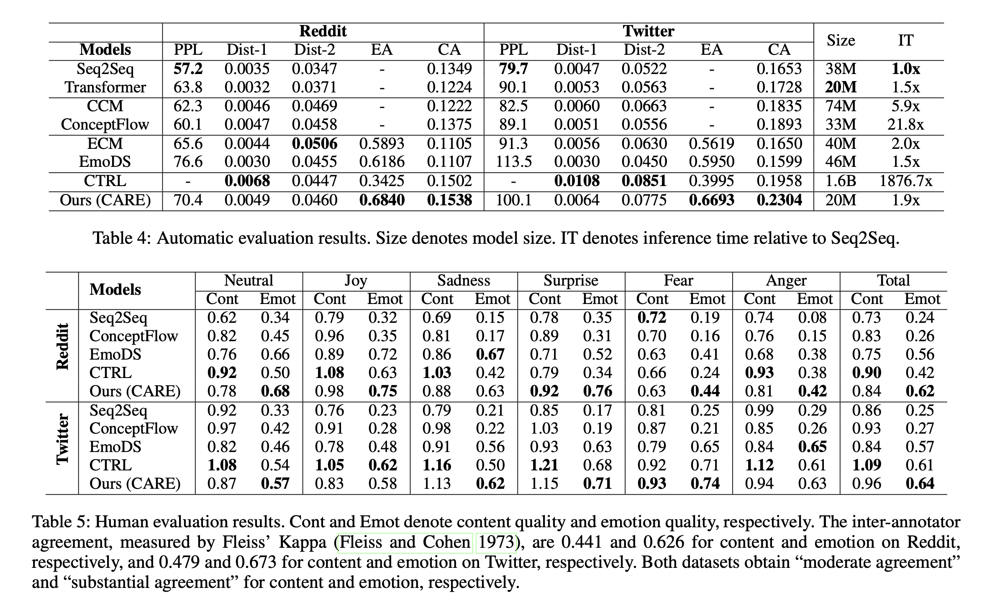 Reddit Twitter Size IT
Models PPL Dist-1 Dist-2 EA CA PPL Dist-1 Dist-2 EA CA
Seq2Seq 57.2 0.0035 0.0347 - 0.1349 79.7 0.0047 0.0522 - 0.1653 38M 1.0x
Transformer 63.8 0.0032 0.0371 - 0.1224 90.1 0.0053 0.0563 - 0.1728 20M 1.5x
CCM 62.3 0.0046 0.0469 - 0.1222 82.5 0.0060 0.0663 - 0.1835 74M 5.9x
ConceptFlow 60.1 0.0047 0.0458 - 0.1375 89.1 0.0051 0.0556 - 0.1893 33M 21.8x
ECM 65.6 0.0044 0.0506 0.5893 0.1105 91.3 0.0056 0.0630 0.5619 0.1650 40M 2.0x
EmoDS 76.6 0.0030 0.0455 0.6186 0.1107 113.5 0.0030 0.0450 0.5950 0.1599 46M 1.5x
CTRL - 0.0068 0.0447 0.3425 0.1502 - 0.0108 0.0851 0.3995 0.1958 1.6B 1876.7x
Ours (CARE) 70.4 0.0049 0.0460 0.6840 0.1538 100.1 0.0064 0.0775 0.6693 0.2304 20M 1.9x
Table 4: Automatic evaluation results. Size denotes model size. IT denotes inference time relative to Seq2Seq.
Models Neutral Joy Sadness Surprise Fear Anger Total
Cont Emot Cont Emot Cont Emot Cont Emot Cont Emot Cont Emot Cont Emot
Reddit
Seq2Seq 0.62 0.34 0.79 0.32 0.69 0.15 0.78 0.35 0.72 0.19 0.74 0.08 0.73 0.24
ConceptFlow 0.82 0.45 0.96 0.35 0.81 0.17 0.89 0.31 0.70 0.16 0.76 0.15 0.83 0.26
EmoDS 0.76 0.66 0.89 0.72 0.86 0.67 0.71 0.52 0.63 0.41 0.68 0.38 0.75 0.56
CTRL 0.92 0.50 1.08 0.63 1.03 0.42 0.79 0.34 0.66 0.24 0.93 0.38 0.90 0.42
Ours (CARE) 0.78 0.68 0.98 0.75 0.88 0.63 0.92 0.76 0.63 0.44 0.81 0.42 0.84 0.62
Twitter
Seq2Seq 0.92 0.33 0.76 0.23 0.79 0.21 0.85 0.17 0.81 0.25 0.99 0.29 0.86 0.25
ConceptFlow 0.97 0.42 0.91 0.28 0.98 0.22 1.03 0.19 0.87 0.21 0.85 0.26 0.93 0.27
EmoDS 0.82 0.46 0.78 0.48 0.91 0.56 0.93 0.63 0.79 0.65 0.84 0.65 0.84 0.57
CTRL 1.08 0.54 1.05 0.62 1.16 0.50 1.21 0.68 0.92 0.71 1.12 0.61 1.09 0.61
Ours (CARE) 0.87 0.57 0.83 0.58 1.13 0.62 1.15 0.71 0.93 0.74 0.94 0.63 0.96 0.64
Table 5: Human evaluation results. Cont and Emot denote content quality and emotion quality, respectively. The inter-annotator
agreement, measured by Fleiss’ Kappa (Fleiss and Cohen 1973), are 0.441 and 0.626 for content and emotion on Reddit,
respectively, and 0.479 and 0.673 for content and emotion on Twitter, respectively. Both datasets obtain “moderate agreement”
and “substantial agreement” for content and emotion, respectively.